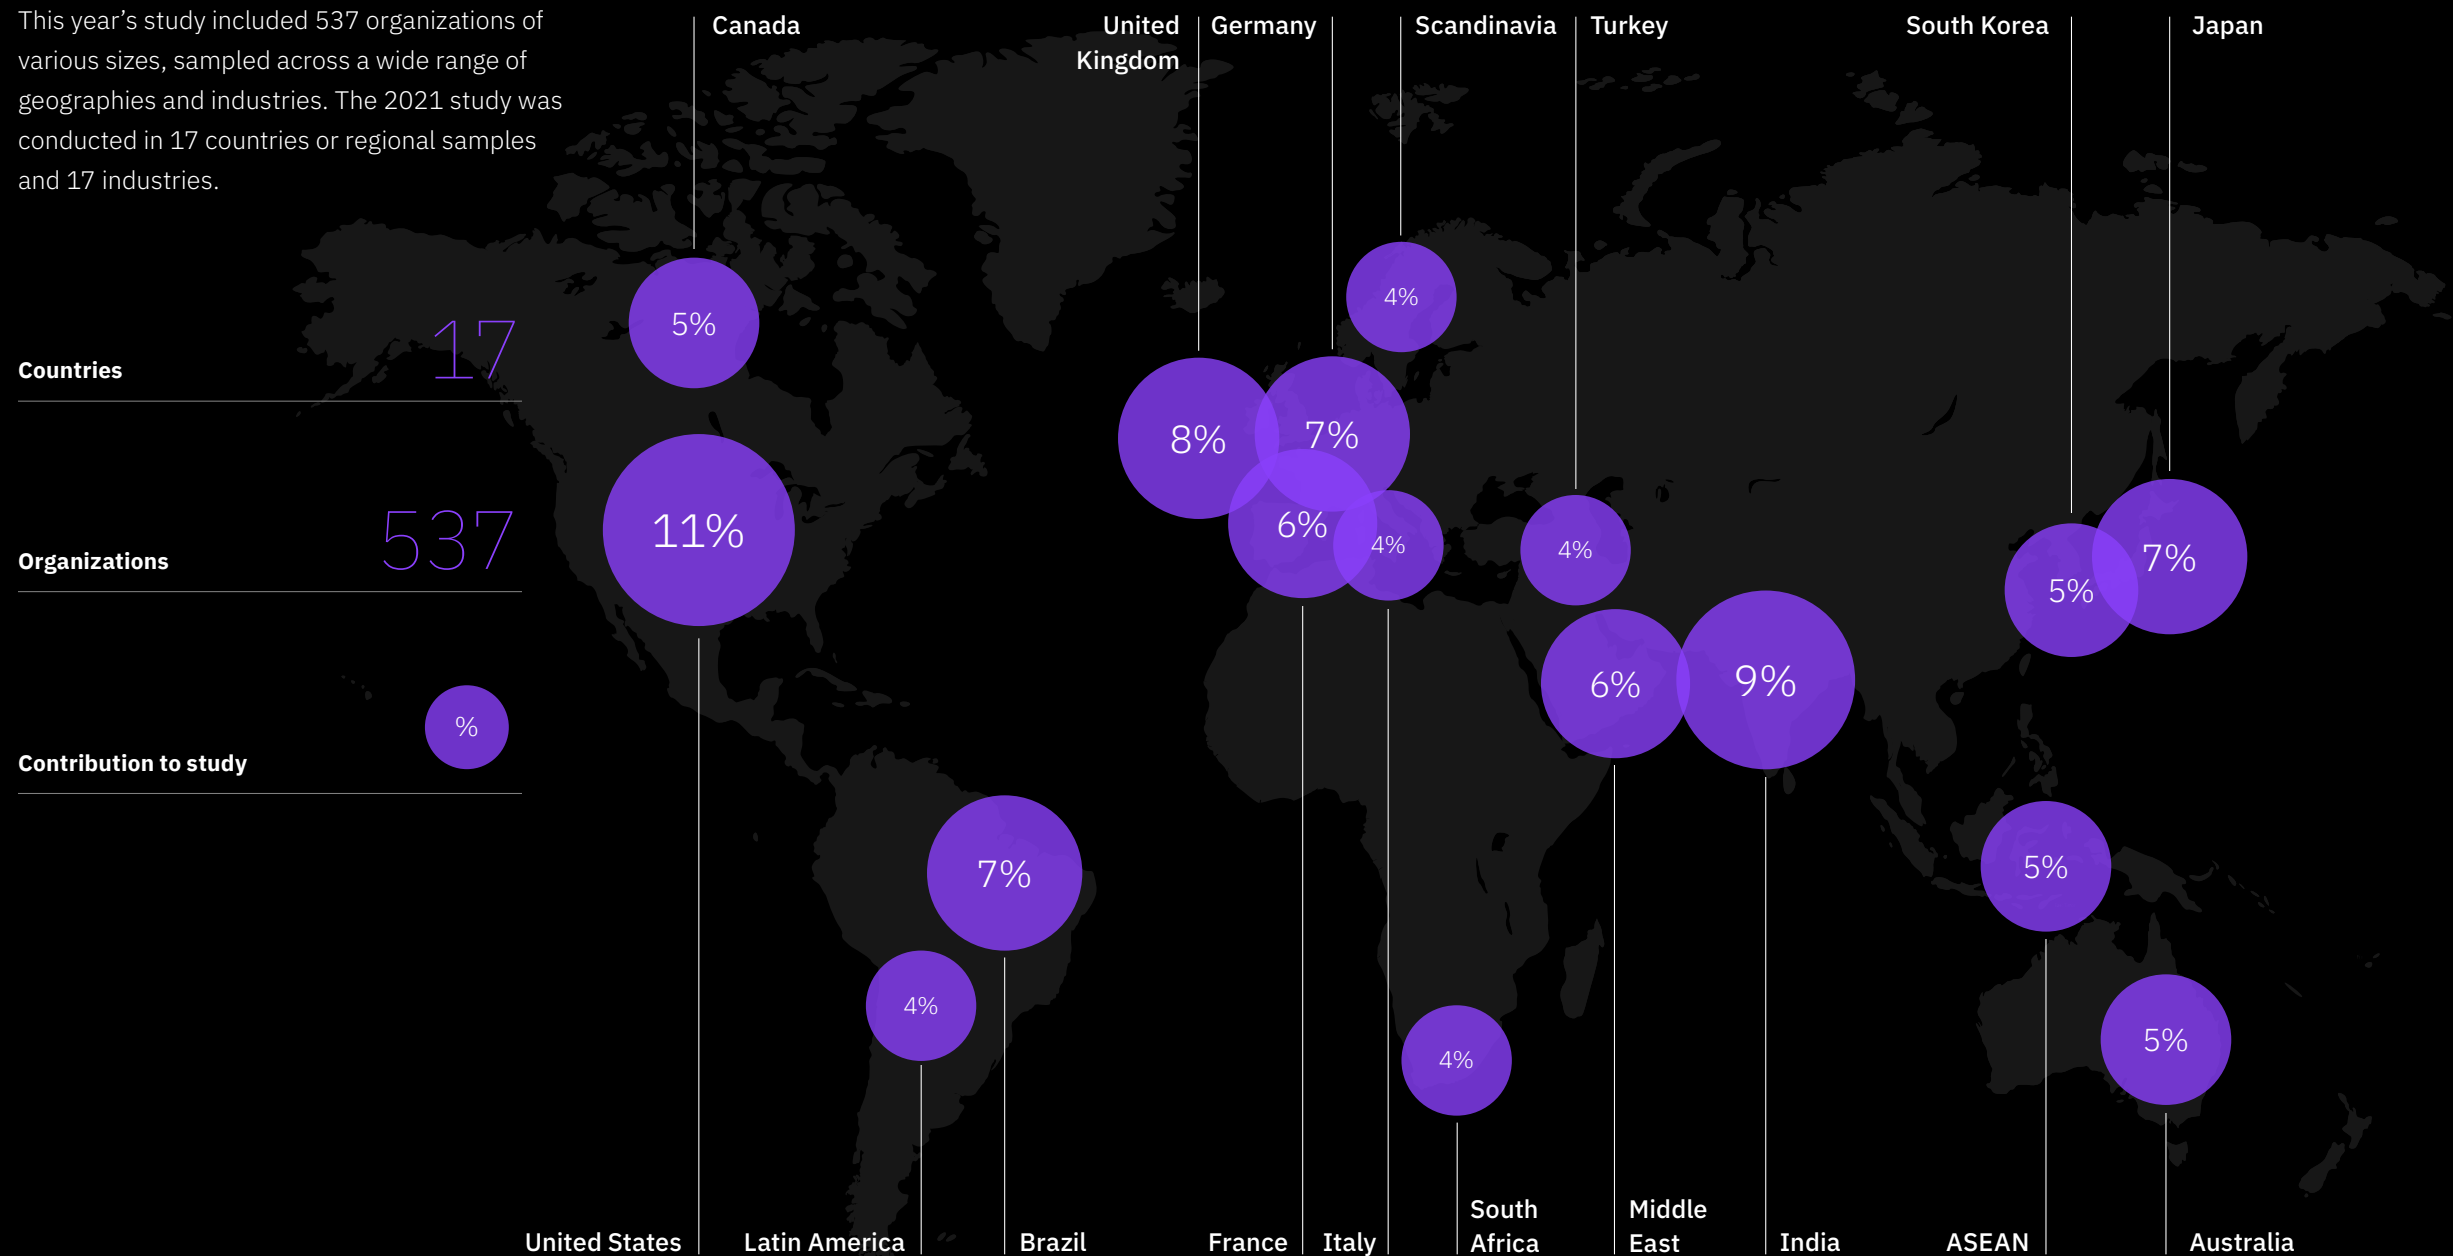 This year’s study included 537 organizations of
various sizes, sampled across a wide range of
geographies and industries. The 2021 study was
conducted in 17 countries or regional samples
and 17 industries.
Countries 17
Organizations 537
Contribution to study %
Canada
United
Kingdom
Germany
Scandinavia
Turkey
South Korea
Japan
5%
4%
8%
7%
11%
6%
4%
4%
5%
7%
6%
9%
7%
5%
4%
4%
5%
United States
Latin America
Brazil
France
Italy
South
Africa
Middle
East
India
ASEAN
Australia